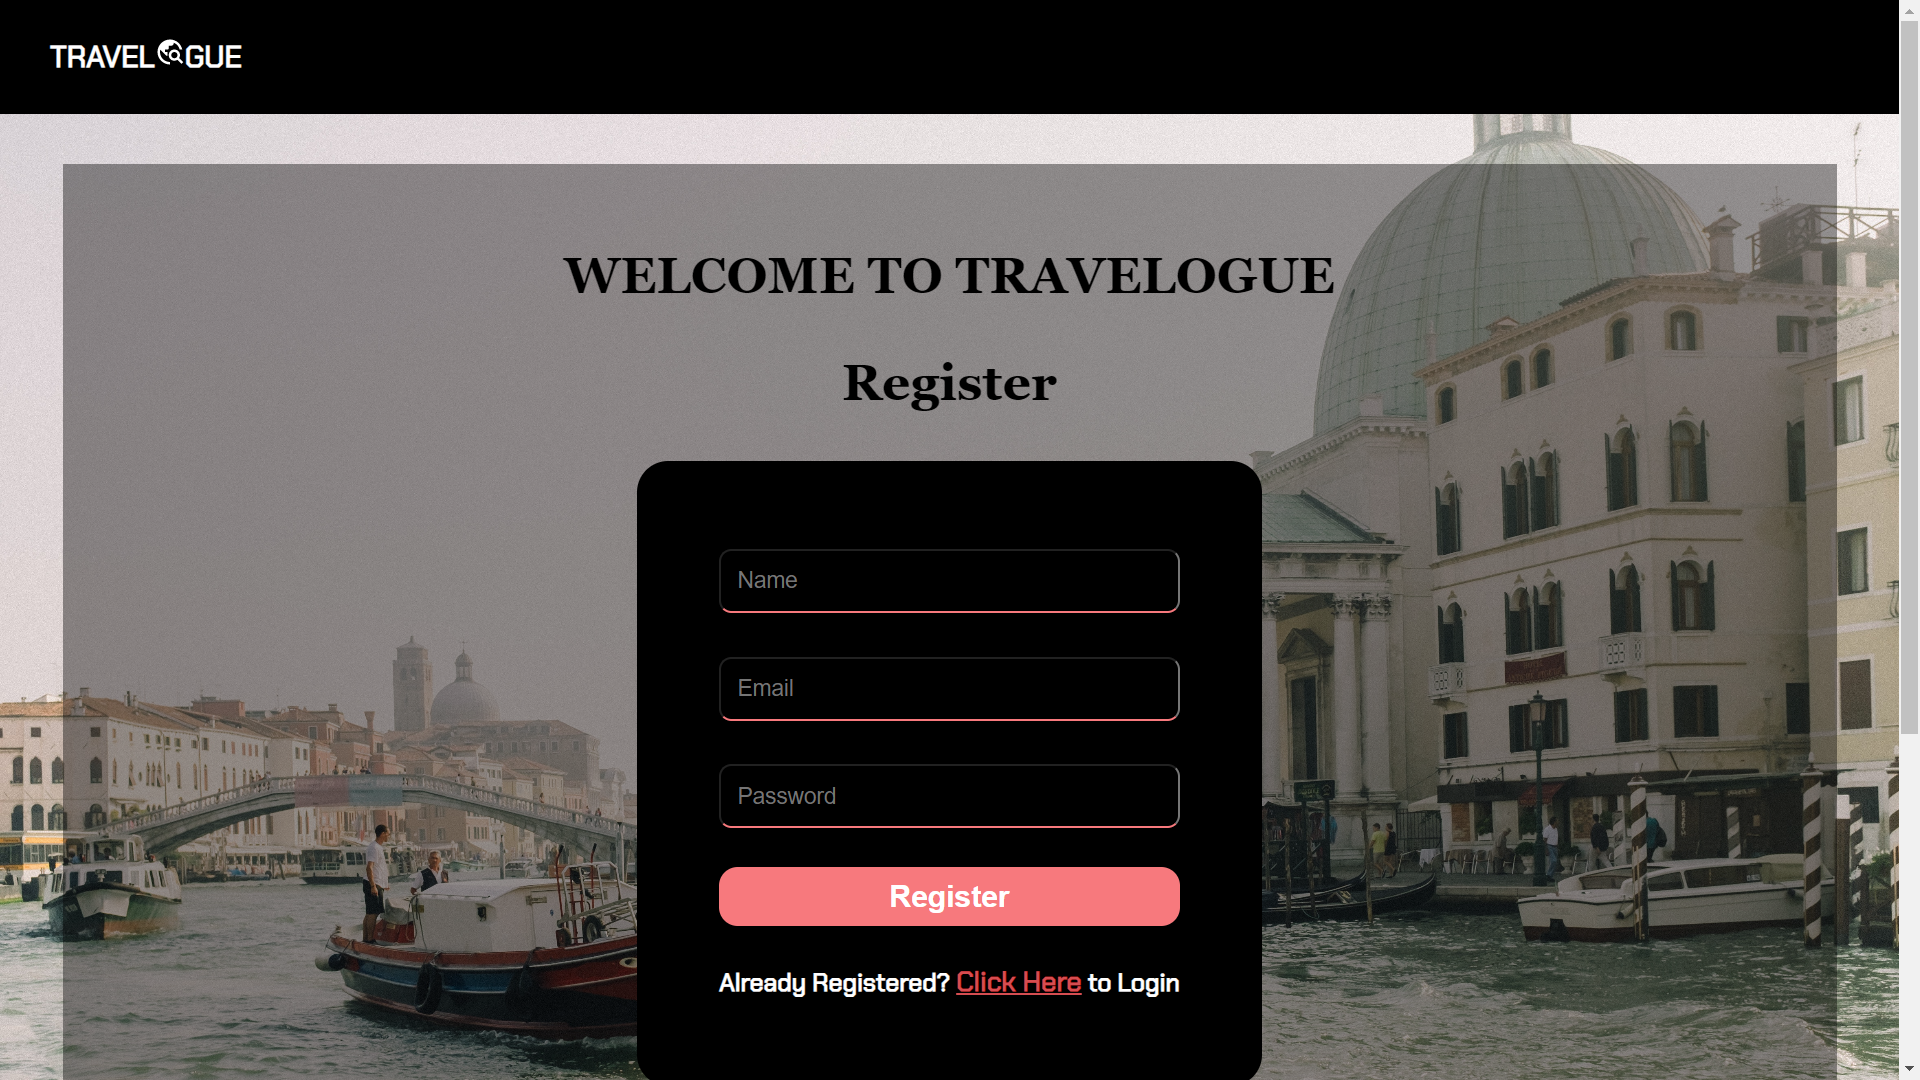 TRAVELOGUE
WELCOME TO TRAVELOGUE
Register
Name
Email
Password
Register
Already Registered? Click Here to Login